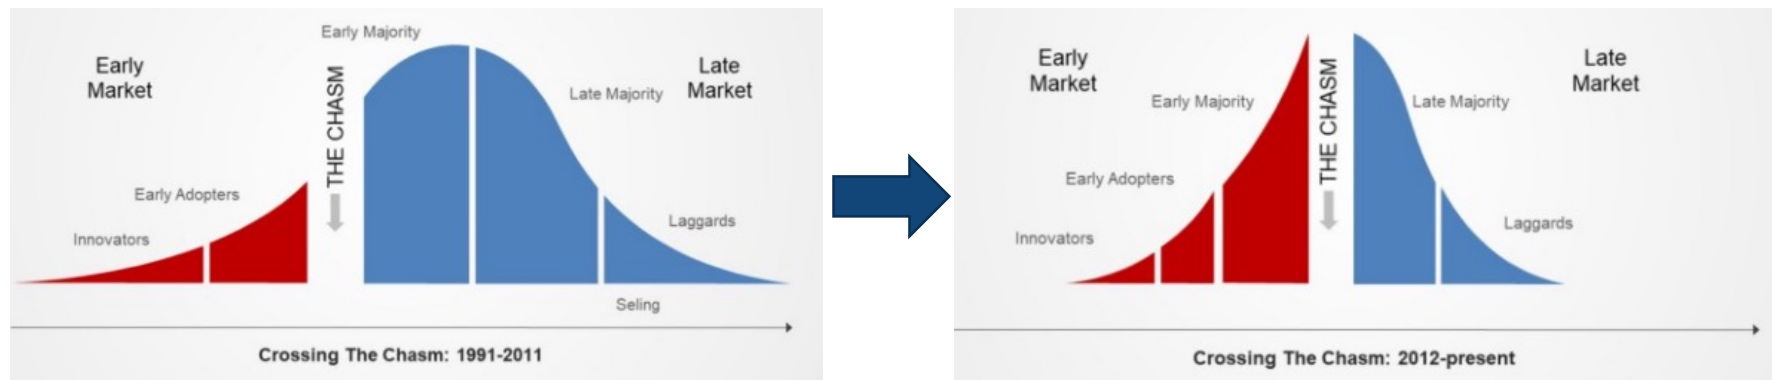 Early Majority
Early
Market
THE CHASM
Late
Market
Late Majority
Early Adopters
Innovators
Laggards
Seling
Crossing The Chasm: 1991-2011
Early
Market
THE CHASM
Late
Market
Early Majority
Late Majority
Early Adopters
Innovators
Laggards
Crossing The Chasm: 2012-present